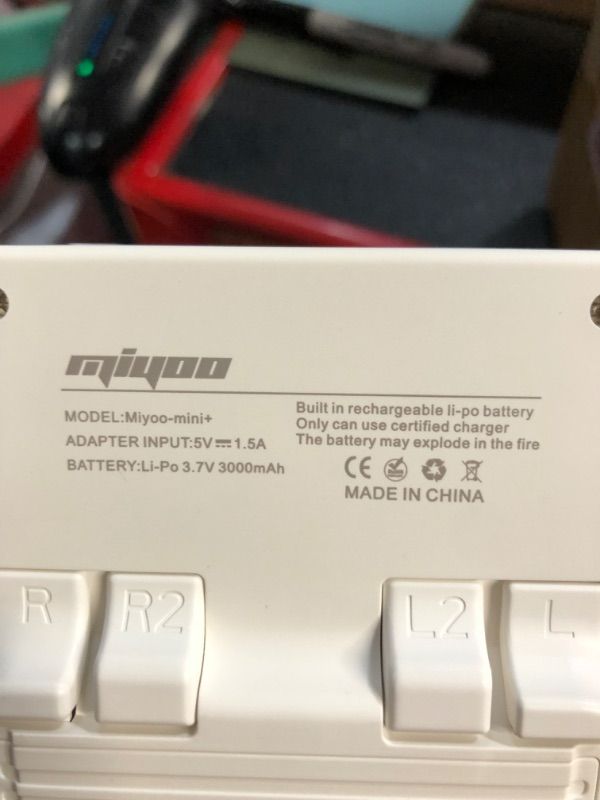 miyoo
MODEL:Miyoo-mini+
ADAPTER INPUT:5V⎓1.5A
BATTERY:Li-Po 3.7V 3000mAh
Built in rechargeable li-po battery
Only can use certified charger
The battery may explode in the fire
CE
MADE IN CHINA
R R2 L2 L